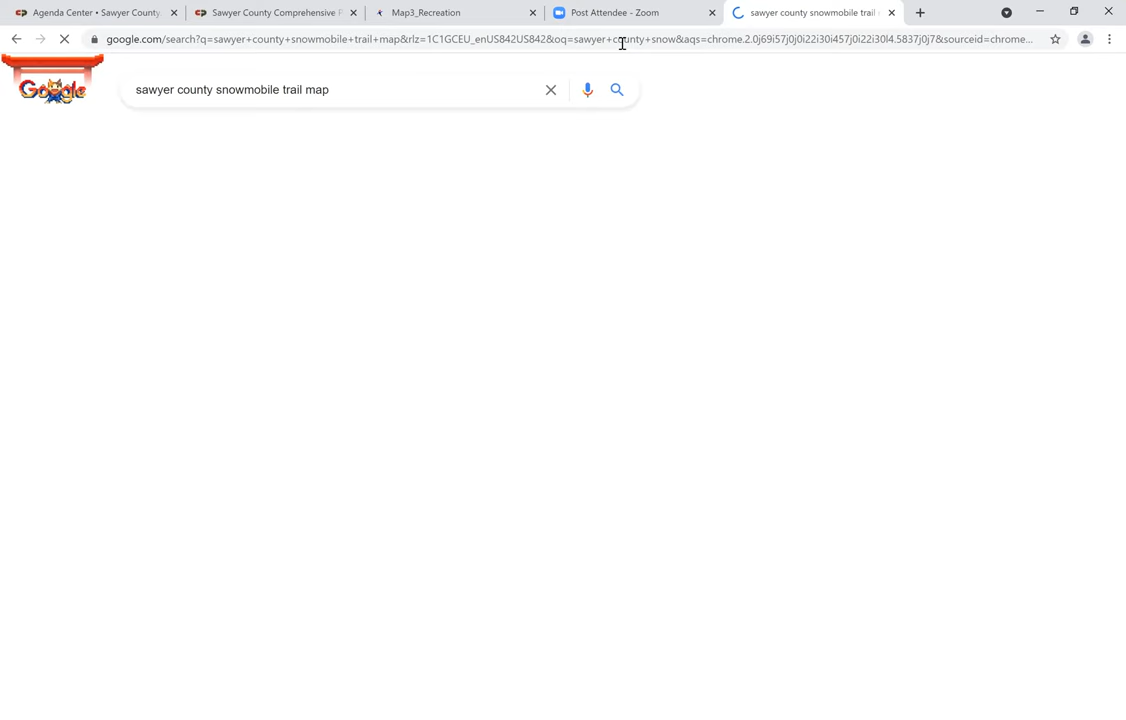 Agenda Center • Sawyer County
Sawyer County Comprehensive P
Map3_Recreation
Post Attendee - Zoom
sawyer county snowmobile trail
google.com/search?q=sawyer+county+snowmobile+trail+map&rlz=1C1GCEU_enUS842US842&oq=sawyer+county+snow&aqs=chrome.2.0j69i57j0j0i22i30i457j0i22i30l4.5837j0j7&sourceid=chrome...
Google
sawyer county snowmobile trail map